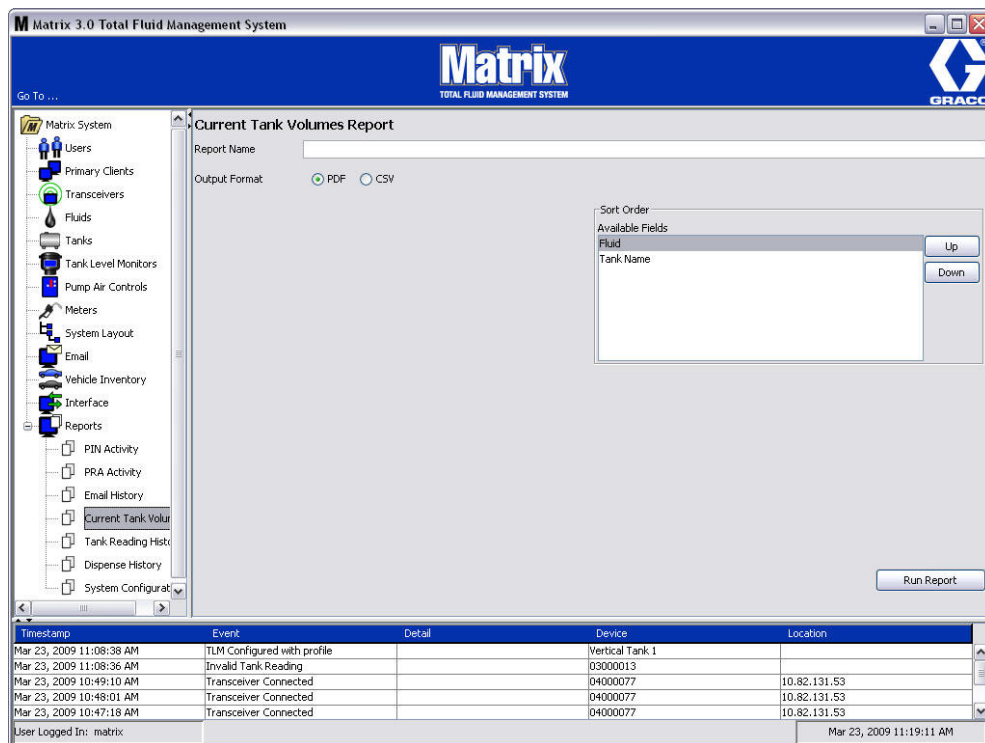 Matrix 3.0 Total Fluid Management System
Matrix
TOTAL FLUID MANAGEMENT SYSTEM
Go To ...
GRACO
Matrix System
Users
Primary Clients
Transceivers
Fluids
Tanks
Tank Level Monitors
Pump Air Controls
Meters
System Layout
Email
Vehicle Inventory
Interface
Reports
PIN Activity
PRA Activity
Email History
Current Tank Volu
Tank Reading Hist
Dispense History
System Configurat
Current Tank Volumes Report
Report Name
Output Format PDF CSV
Sort Order
Available Fields
Fluid
Tank Name
Up
Down
Run Report
Timestamp Event Detail Device Location
Mar 23, 2009 11:08:38 AM TLM Configured with profile Vertical Tank 1
Mar 23, 2009 11:08:36 AM Invalid Tank Reading 03000013
Mar 23, 2009 10:49:10 AM Transceiver Connected 04000077 10.82.131.53
Mar 23, 2009 10:48:01 AM Transceiver Connected 04000077 10.82.131.53
Mar 23, 2009 10:47:18 AM Transceiver Connected 04000077 10.82.131.53
User Logged In: matrix Mar 23, 2009 11:19:11 AM